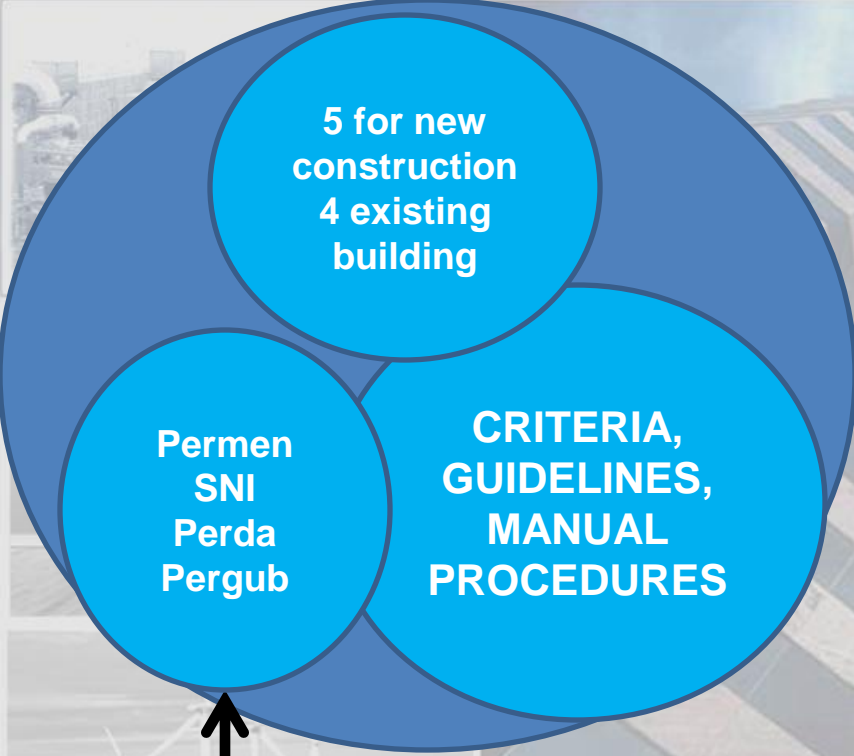 5 for new
construction
4 existing
building
Permen
SNI
Perda
Pergub
CRITERIA,
GUIDELINES,
MANUAL
PROCEDURES